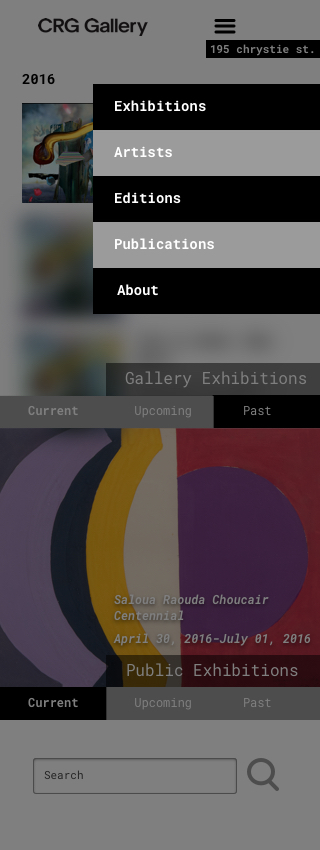 CRG Gallery
195 chrystie st.
2016
Exhibitions
Artists
Editions
Publications
About
Gallery Exhibitions
Current Upcoming Past
Saloua Raouda Choucair
Centennial
April 30, 2016-July 01, 2016
Public Exhibitions
Current Upcoming Past
Search